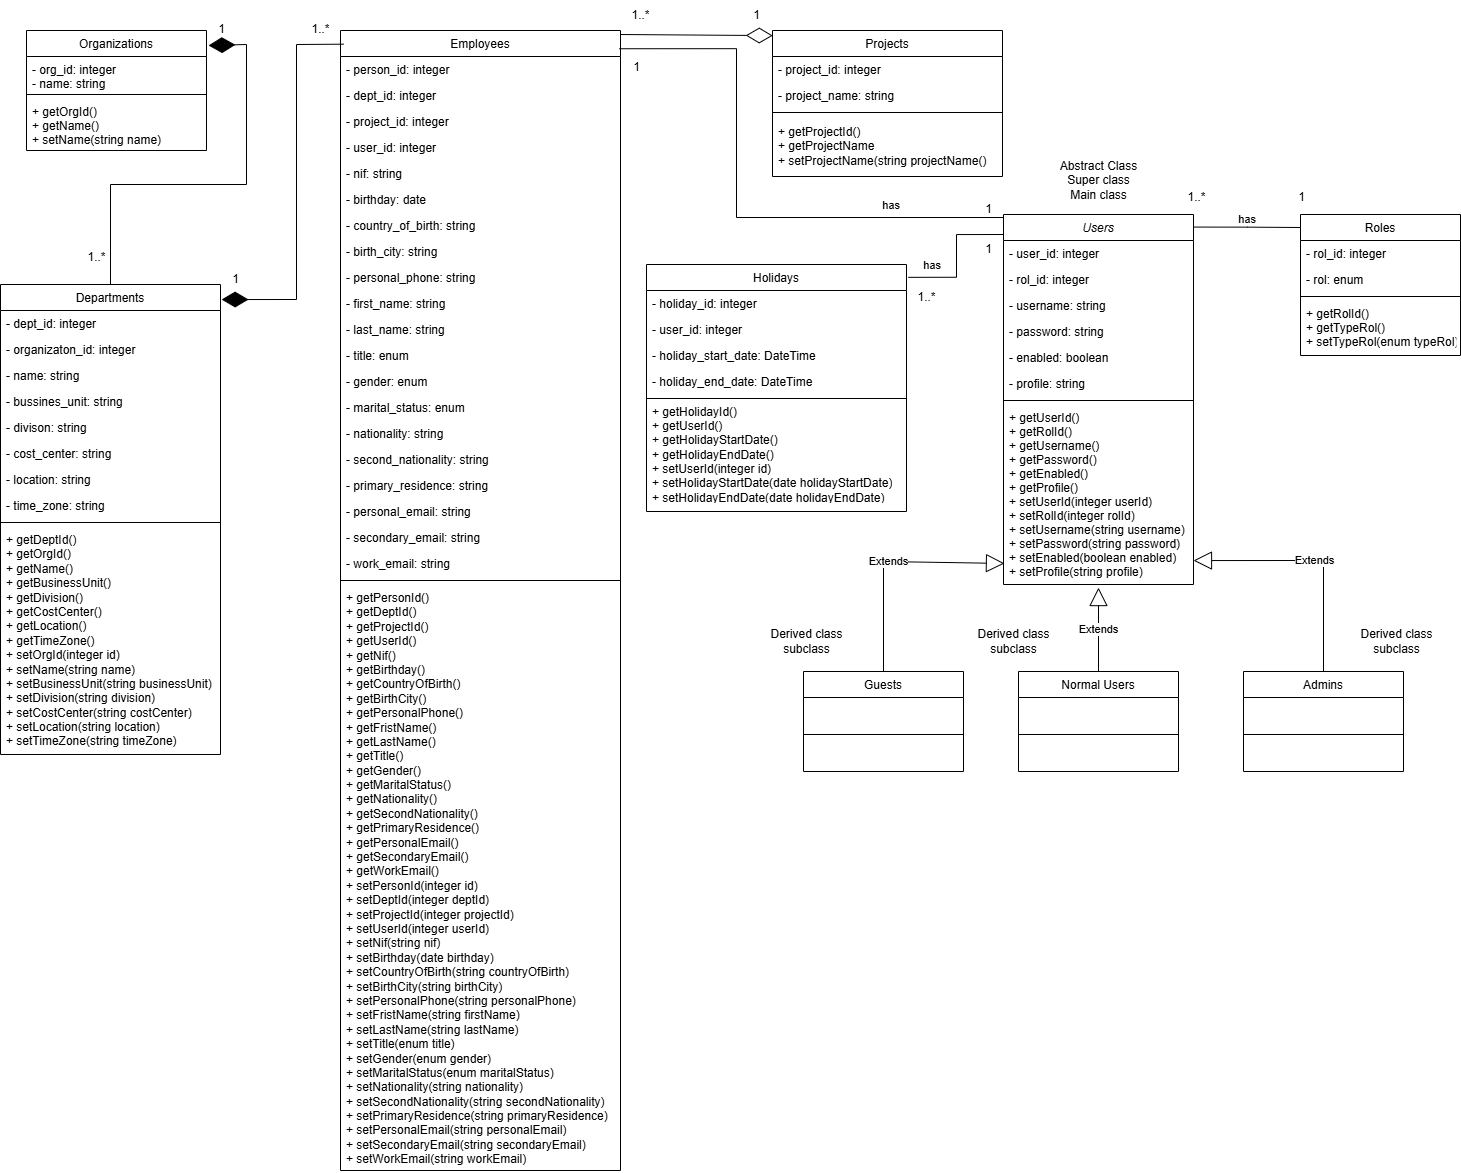 Organizations
- org_id: integer
- name: string
+ getOrgId()
+ getName()
+ setName(string name)
1
1..*
Departments
- dept_id: integer
- organizaton_id: integer
- name: string
- bussines_unit: string
- divison: string
- cost_center: string
- location: string
- time_zone: string
+ getDeptId()
+ getOrgId()
+ getName()
+ getBusinessUnit()
+ getDivision()
+ getCostCenter()
+ getLocation()
+ getTimeZone()
+ setOrgId(integer id)
+ setName(string name)
+ setBusinessUnit(string businessUnit)
+ setDivision(string division)
+ setCostCenter(string costCenter)
+ setLocation(string location)
+ setTimeZone(string timeZone)
1
1..*
Employees
- person_id: integer
- dept_id: integer
- project_id: integer
- user_id: integer
- nif: string
- birthday: date
- country_of_birth: string
- birth_city: string
- personal_phone: string
- first_name: string
- last_name: string
- title: enum
- gender: enum
- marital_status: enum
- nationality: string
- second_nationality: string
- primary_residence: string
- personal_email: string
- secondary_email: string
- work_email: string
+ getPersonId()
+ getDeptId()
+ getProjectId()
+ getUserId()
+ getNif()
+ getBirthday()
+ getCountryOfBirth()
+ getBirthCity()
+ getPersonalPhone()
+ getFristName()
+ getLastName()
+ getTitle()
+ getGender()
+ getMaritalStatus()
+ getNationality()
+ getSecondNationality()
+ getPrimaryResidence()
+ getPersonalEmail()
+ getSecondaryEmail()
+ getWorkEmail()
+ setPersonId(integer id)
+ setDeptId(integer deptId)
+ setProjectId(integer projectId)
+ setUserId(integer userId)
+ setNif(string nif)
+ setBirthday(date birthday)
+ setCountryOfBirth(string countryOfBirth)
+ setBirthCity(string birthCity)
+ setPersonalPhone(string personalPhone)
+ setFristName(string firstName)
+ setLastName(string lastName)
+ setTitle(enum title)
+ setGender(enum gender)
+ setMaritalStatus(enum maritalStatus)
+ setNationality(string nationality)
+ setSecondNationality(string secondNationality)
+ setPrimaryResidence(string primaryResidence)
+ setPersonalEmail(string personalEmail)
+ setSecondaryEmail(string secondaryEmail)
+ setWorkEmail(string workEmail)
1..*
1
1
Projects
- project_id: integer
- project_name: string
+ getProjectId()
+ getProjectName
+ setProjectName(string projectName()
has
1
Holidays
- holiday_id: integer
- user_id: integer
- holiday_start_date: DateTime
- holiday_end_date: DateTime
+ getHolidayId()
+ getUserId()
+ getHolidayStartDate()
+ getHolidayEndDate()
+ setUserId(integer id)
+ setHolidayStartDate(date holidayStartDate)
+ setHolidayEndDate(date holidayEndDate)
has
1
1..*
Abstract Class
Super class
Main class
Users
- user_id: integer
- rol_id: integer
- username: string
- password: string
- enabled: boolean
- profile: string
+ getUserId()
+ getRolId()
+ getUsername()
+ getPassword()
+ getEnabled()
+ getProfile()
+ setUserId(integer userId)
+ setRolId(integer rolId)
+ setUsername(string username)
+ setPassword(string password)
+ setEnabled(boolean enabled)
+ setProfile(string profile)
1..*
1
has
Roles
- rol_id: integer
- rol: enum
+ getRolId()
+ getTypeRol()
+ setTypeRol(enum typeRol)
Extends
Extends
Extends
Derived class
subclass
Derived class
subclass
Derived class
subclass
Guests
Normal Users
Admins